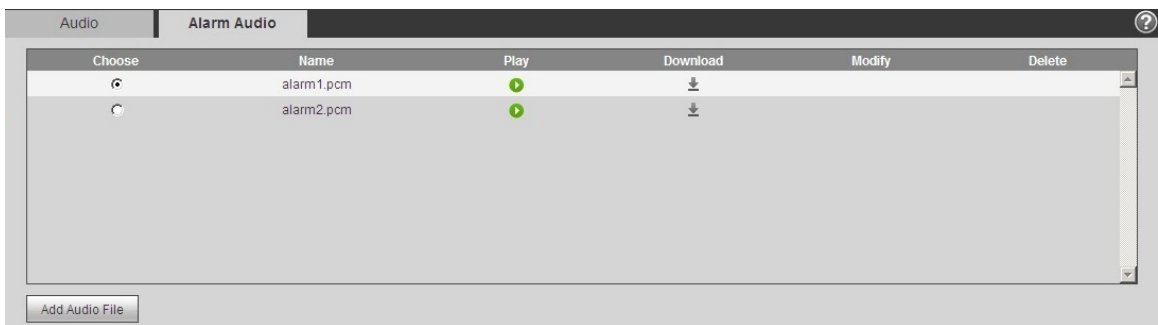 Audio Alarm Audio ?
Choose Name Play Download Modify Delete
alarm1.pcm
alarm2.pcm
Add Audio File